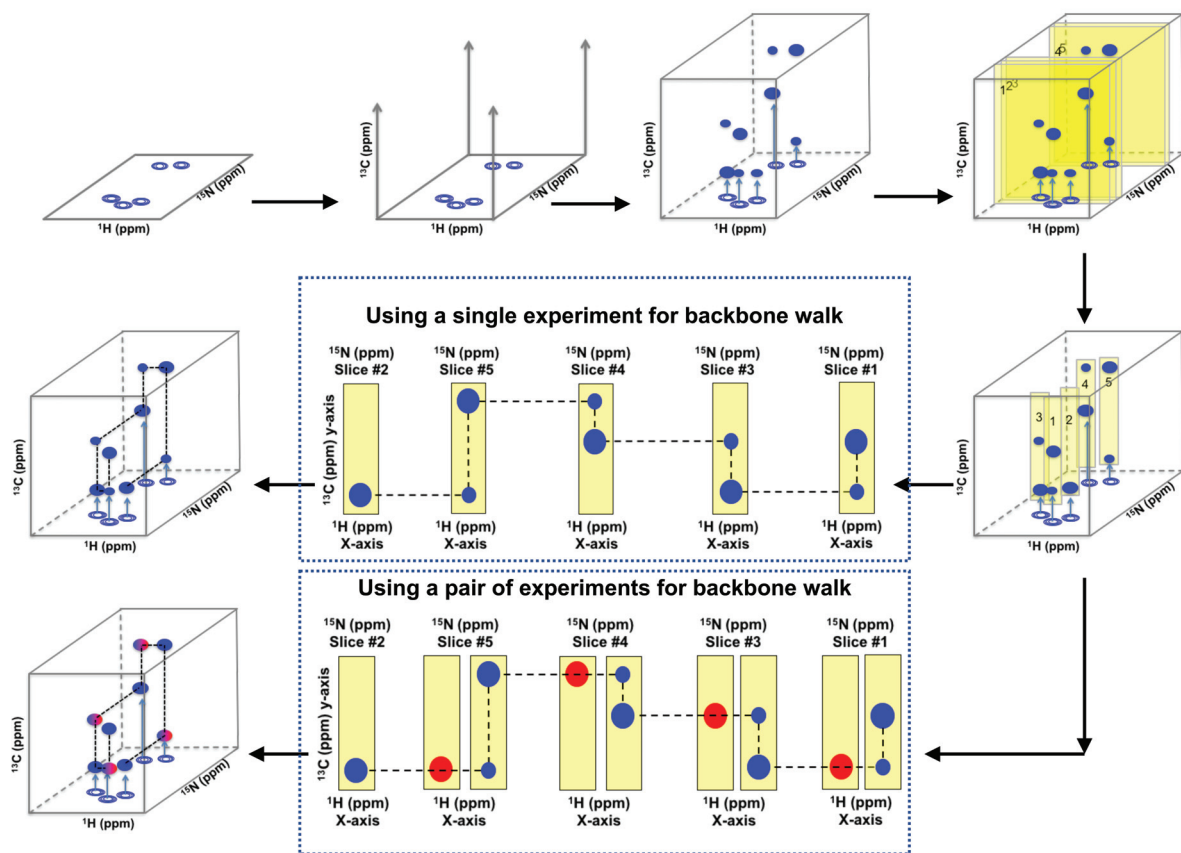 ¹⁵N (ppm)
¹H (ppm)
¹³C (ppm)
¹⁵N (ppm)
¹H (ppm)
¹³C (ppm)
¹⁵N (ppm)
¹H (ppm)
¹³C (ppm)
123
45
¹⁵N (ppm)
¹H (ppm)
¹³C (ppm)
¹⁵N (ppm)
¹H (ppm)
Using a single experiment for backbone walk
¹⁵N (ppm) ¹⁵N (ppm) ¹⁵N (ppm) ¹⁵N (ppm) ¹⁵N (ppm)
Slice #2 Slice #5 Slice #4 Slice #3 Slice #1
¹³C (ppm) y-axis
¹H (ppm) ¹H (ppm) ¹H (ppm) ¹H (ppm) ¹H (ppm)
X-axis X-axis X-axis X-axis X-axis
¹³C (ppm)
3 1 2 4 5
¹⁵N (ppm)
¹H (ppm)
¹³C (ppm)
¹⁵N (ppm)
¹H (ppm)
Using a pair of experiments for backbone walk
¹⁵N (ppm) ¹⁵N (ppm) ¹⁵N (ppm) ¹⁵N (ppm) ¹⁵N (ppm)
Slice #2 Slice #5 Slice #4 Slice #3 Slice #1
¹³C (ppm) y-axis
¹H (ppm) ¹H (ppm) ¹H (ppm) ¹H (ppm) ¹H (ppm)
X-axis X-axis X-axis X-axis X-axis